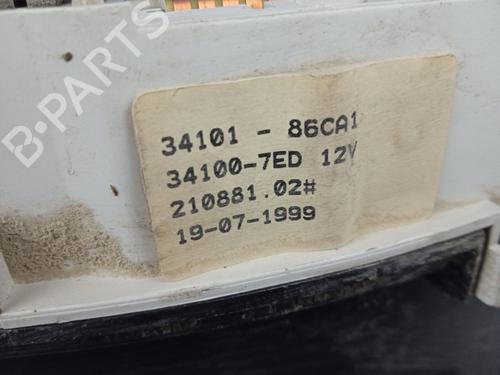 B-PARTS
34101 - 86CA1
34100-7ED 12V
210881.02#
19-07-1999